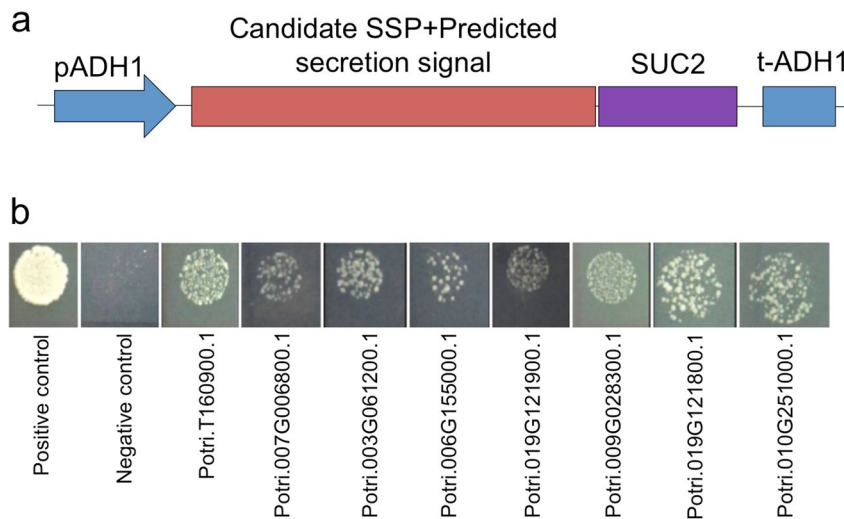 a
Candidate SSP+Predicted
secretion signal
pADH1
SUC2
t-ADH1
b
Positive control
Negative control
Potri.T160900.1
Potri.007G006800.1
Potri.003G061200.1
Potri.006G155000.1
Potri.019G121900.1
Potri.009G028300.1
Potri.019G121800.1
Potri.010G251000.1